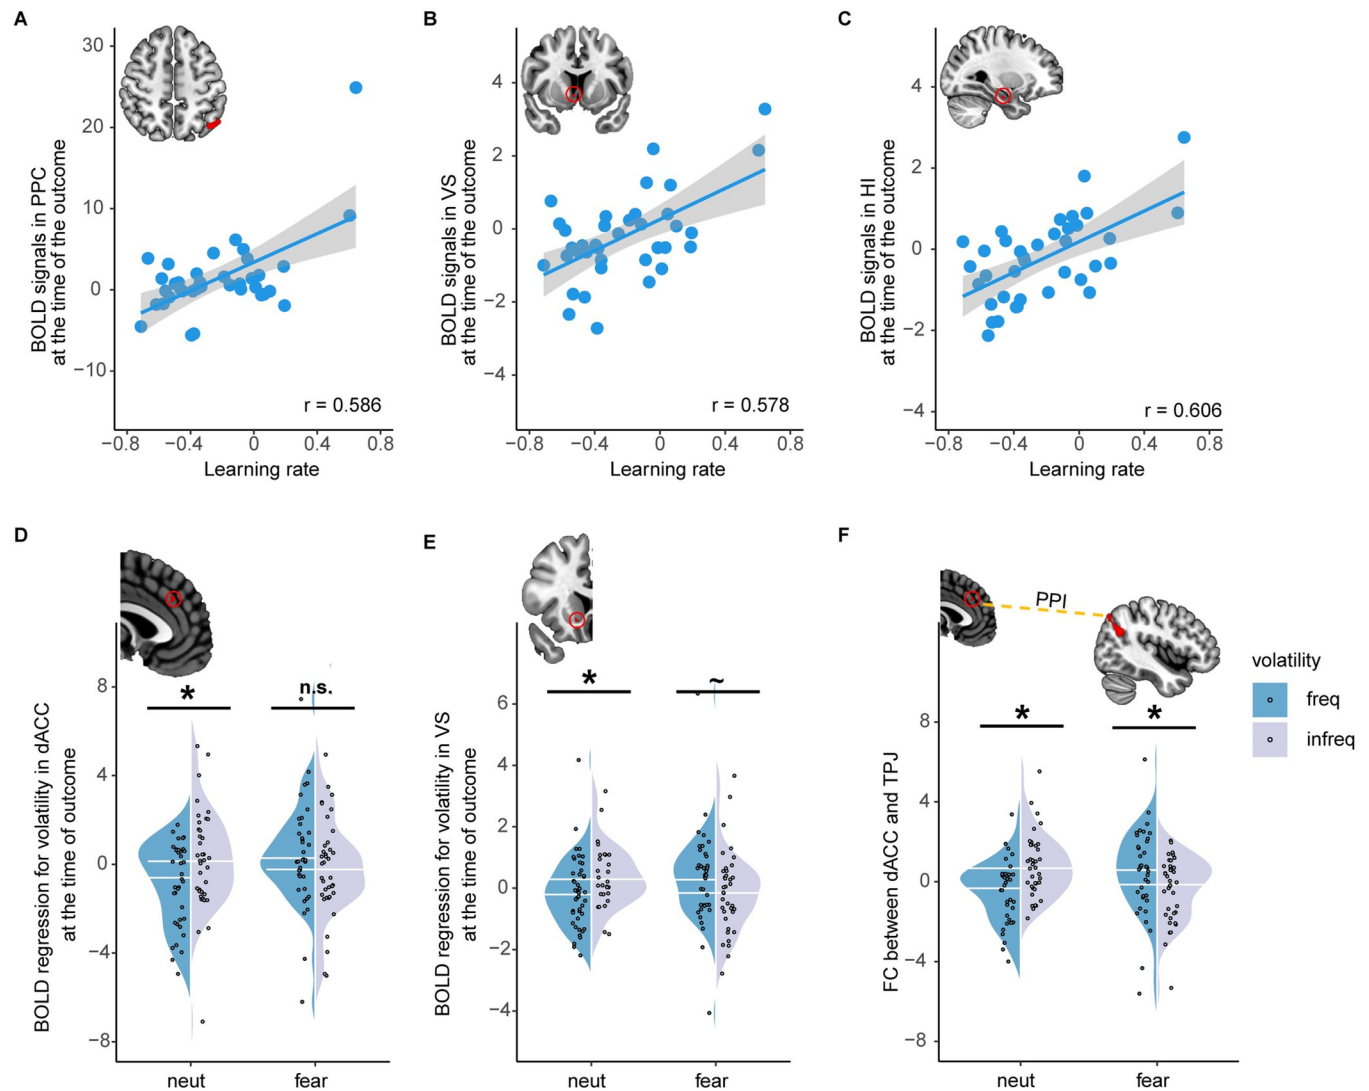 A
BOLD signals in PPC
at the time of the outcome
30
20
10
0
−10
r = 0.586
−0.8
−0.4
0
0.4
0.8
Learning rate
B
BOLD signals in VS
at the time of the outcome
4
2
0
−2
−4
r = 0.578
−0.8
−0.4
0
0.4
0.8
Learning rate
C
BOLD signals in HI
at the time of the outcome
4
2
0
−2
−4
r = 0.606
−0.8
−0.4
0
0.4
0.8
Learning rate
D
BOLD regression for volatility in dACC
at the time of outcome
8
4
0
−4
−8
*
n.s.
neut
fear
E
BOLD regression for volatility in VS
at the time of outcome
6
4
2
0
−2
−4
*
~
neut
fear
F
PPI
FC between dACC and TPJ
8
4
0
−4
−8
*
*
neut
fear
volatility
freq
infreq